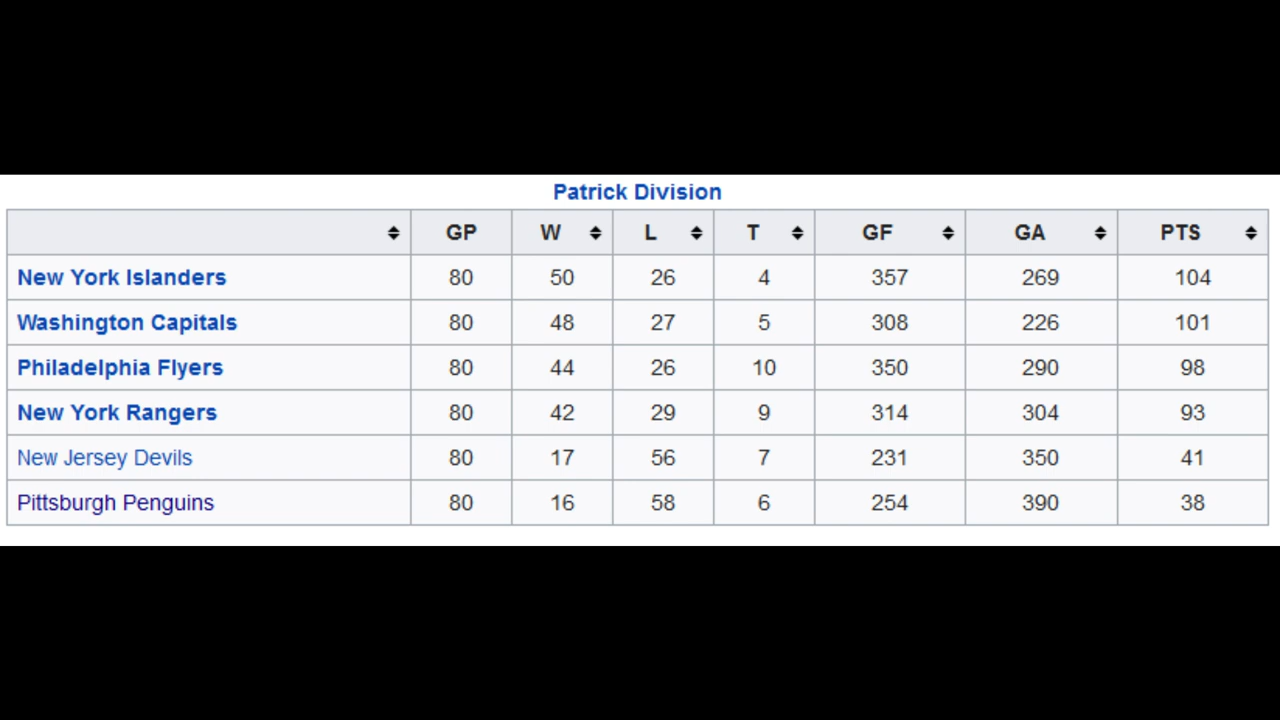 Patrick Division
GP W L T GF GA PTS
New York Islanders 80 50 26 4 357 269 104
Washington Capitals 80 48 27 5 308 226 101
Philadelphia Flyers 80 44 26 10 350 290 98
New York Rangers 80 42 29 9 314 304 93
New Jersey Devils 80 17 56 7 231 350 41
Pittsburgh Penguins 80 16 58 6 254 390 38